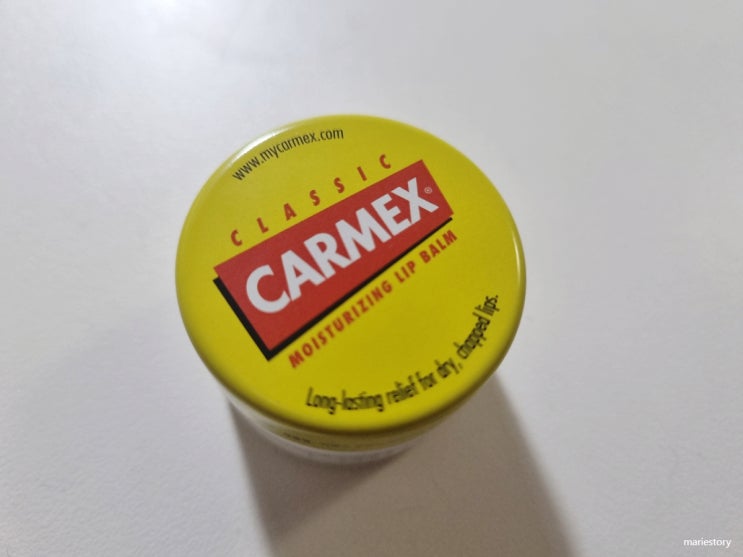 www.mycarmex.com
CLASSIC
CARMEX®
MOISTURIZING LIP BALM
Long-lasting relief for dry, chapped lips.
mariestory